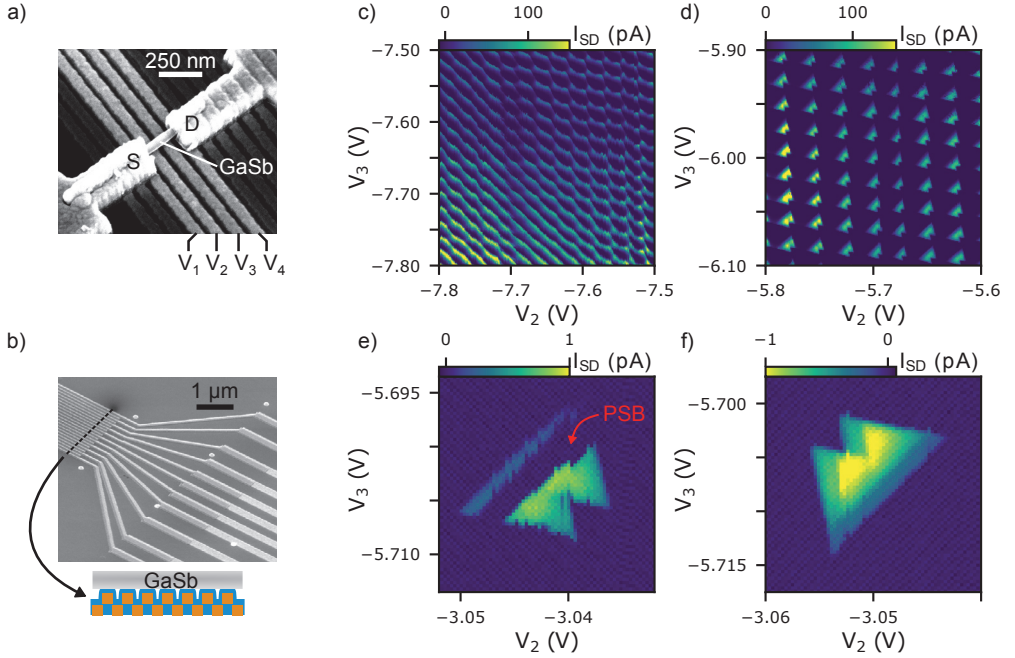 a)
250 nm
D
S
GaSb
V1 V2 V3 V4
b)
1 µm
GaSb
c)
0 100
ISD (pA)
−7.50
−7.60
−7.70
−7.80
V3 (V)
−7.8 −7.7 −7.6 −7.5
V2 (V)
d)
0 100
ISD (pA)
−5.90
−6.00
−6.10
V3 (V)
−5.8 −5.7 −5.6
V2 (V)
e)
0 1
ISD (pA)
PSB
−5.695
−5.710
V3 (V)
−3.05 −3.04
V2 (V)
f)
−1 0
ISD (pA)
−5.700
−5.715
V3 (V)
−3.06 −3.05
V2 (V)